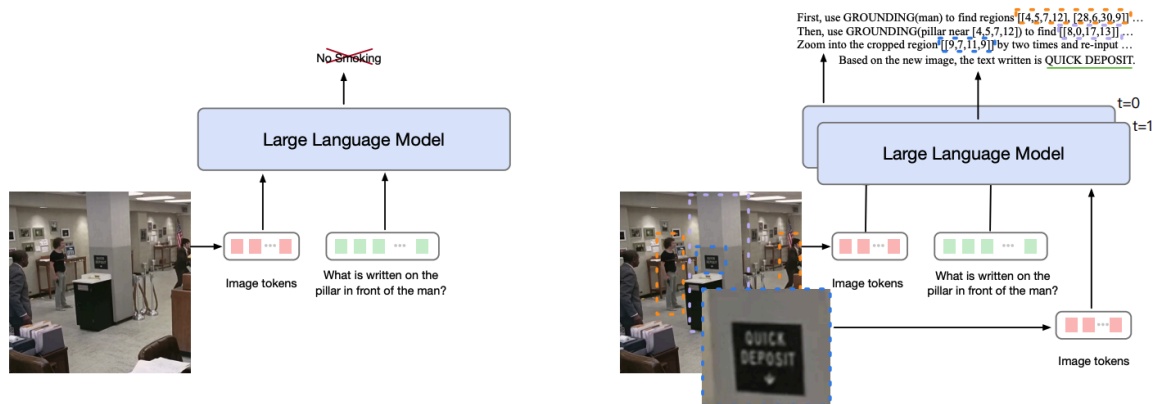 No Smoking
Large Language Model
Image tokens
What is written on the
pillar in front of the man?
First, use GROUNDING(man) to find regions [[4,5,7,12], [28,6,30,9]] ...
Then, use GROUNDING(pillar near [4,5,7,12]) to find [[8,0,17,13]] ...
Zoom into the cropped region [[9,7,11,9]] by two times and re-input ...
Based on the new image, the text written is QUICK DEPOSIT.
t=0
t=1
Large Language Model
Image tokens
What is written on the
pillar in front of the man?
QUICK
DEPOSIT
Image tokens